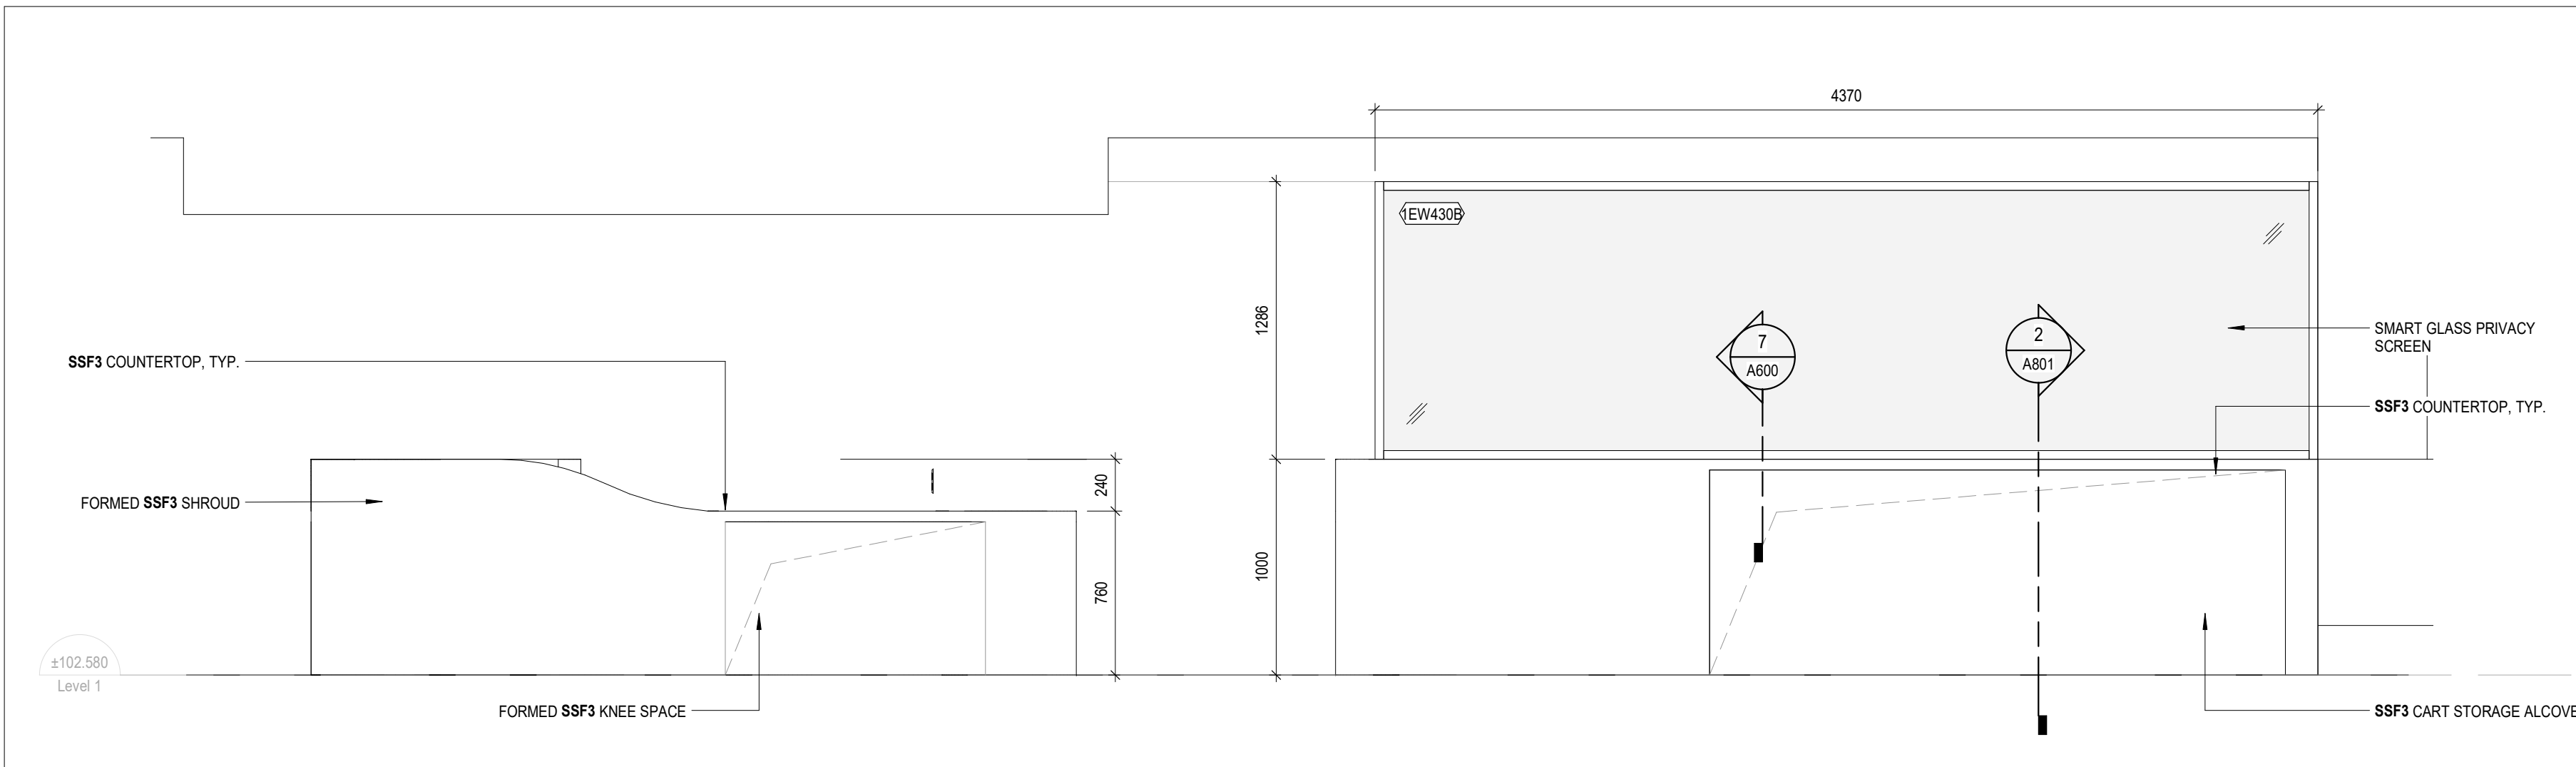 4370
1EW430B
1286
7
A600
2
A801
SMART GLASS PRIVACY
SCREEN
SSF3 COUNTERTOP, TYP.
SSF3 COUNTERTOP, TYP.
FORMED SSF3 SHROUD
240
760
1000
±102.580
Level 1
FORMED SSF3 KNEE SPACE
SSF3 CART STORAGE ALCOVE